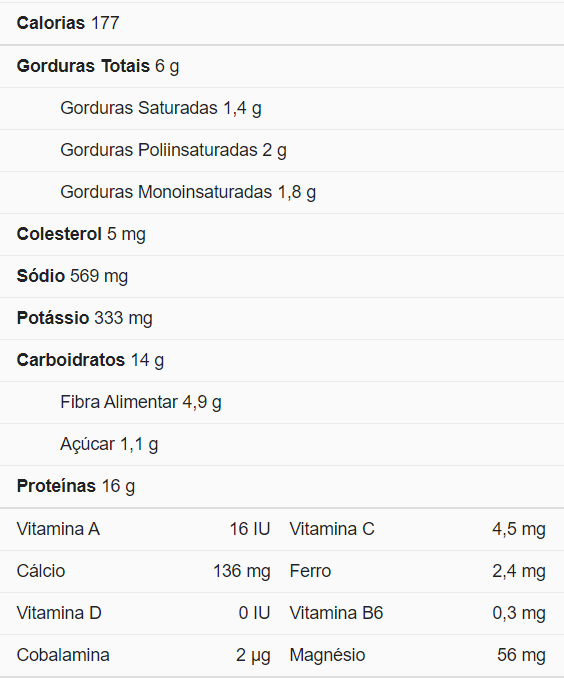 Calorias 177
Gorduras Totais 6 g
Gorduras Saturadas 1,4 g
Gorduras Poliinsaturadas 2 g
Gorduras Monoinsaturadas 1,8 g
Colesterol 5 mg
Sódio 569 mg
Potássio 333 mg
Carboidratos 14 g
Fibra Alimentar 4,9 g
Açúcar 1,1 g
Proteínas 16 g
Vitamina A 16 IU Vitamina C 4,5 mg
Cálcio 136 mg Ferro 2,4 mg
Vitamina D 0 IU Vitamina B6 0,3 mg
Cobalamina 2 µg Magnésio 56 mg